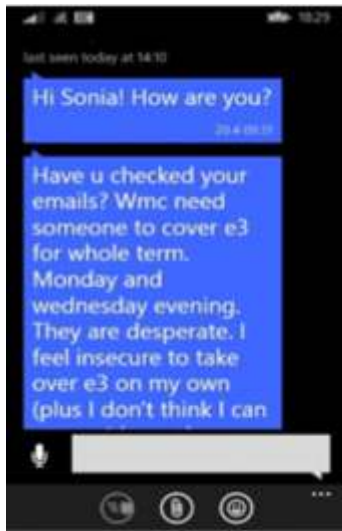 18:29
last seen today at 14:10
Hi Sonia! How are you?
Have u checked your
emails? Wmc need
someone to cover e3
for whole term.
Monday and
wednesday evening.
They are desperate. I
feel insecure to take
over e3 on my own
(plus I don't think I can